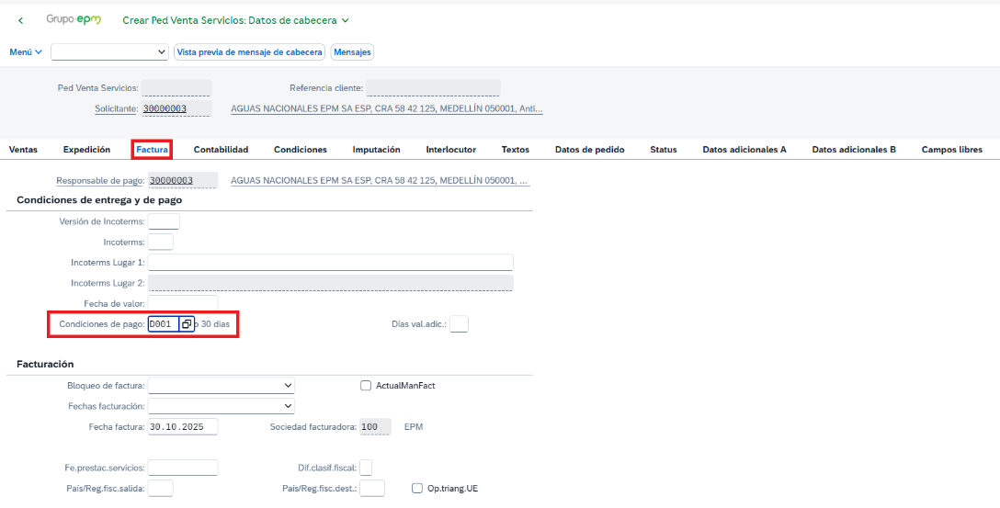 Grupo·epm Crear Ped Venta Servicios: Datos de cabecera
Menú Vista previa de mensaje de cabecera Mensajes
Ped Venta Servicios: Referencia cliente:
Solicitante: 30000003 AGUAS NACIONALES EPM SA ESP, CRA 58 42 125, MEDELLÍN 050001, Anti...
Ventas Expedición Factura Contabilidad Condiciones Imputación Interlocutor Textos Datos de pedido Status Datos adicionales A Datos adicionales B Campos libres
Responsable de pago: 30000003 AGUAS NACIONALES EPM SA ESP, CRA 58 42 125, MEDELLÍN 050001, ...
Condiciones de entrega y de pago
Versión de Incoterms:
Incoterms:
Incoterms Lugar 1:
Incoterms Lugar 2:
Fecha de valor:
Condiciones de pago: D001 o 30 dias Días val.adic.:
Facturación
Bloqueo de factura: ActualManFact
Fechas facturación:
Fecha factura: 30.10.2025 Sociedad facturadora: 100 EPM
Fe.prestac.servicios: Dif.clasif.fiscal:
País/Reg.fisc.salida: País/Reg.fisc.dest.: Op.triang.UE